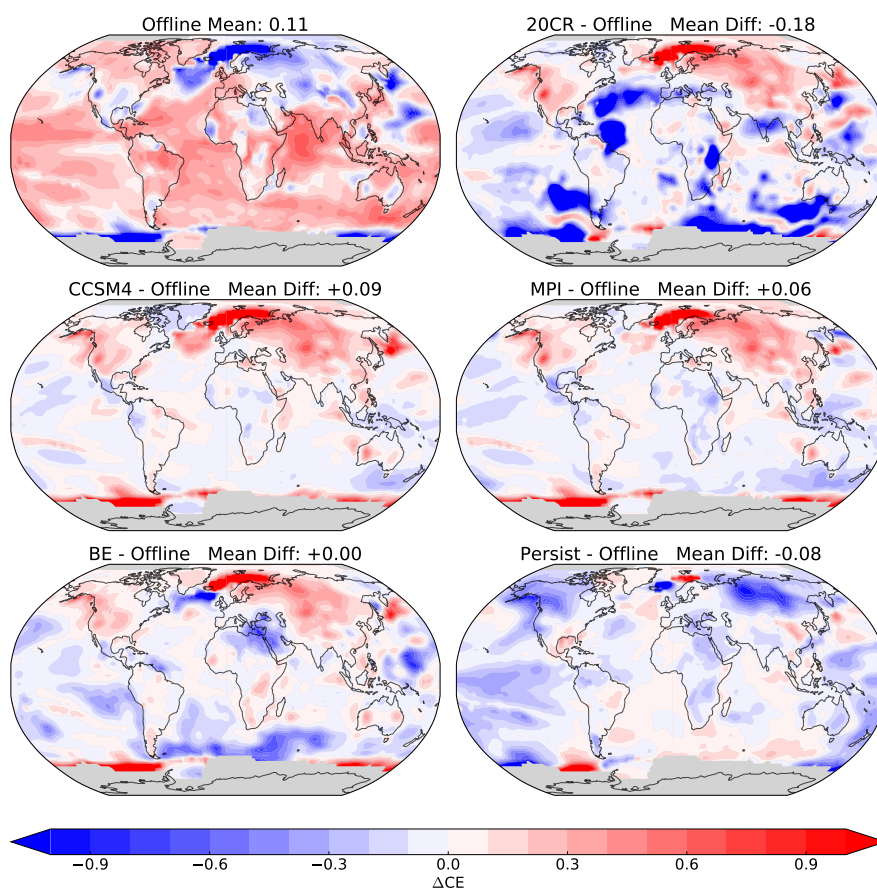 Offline Mean: 0.11
20CR - Offline Mean Diff: -0.18
CCSM4 - Offline Mean Diff: +0.09
MPI - Offline Mean Diff: +0.06
BE - Offline Mean Diff: +0.00
Persist - Offline Mean Diff: -0.08
−0.9 −0.6 −0.3 0.0 0.3 0.6 0.9
ΔCE